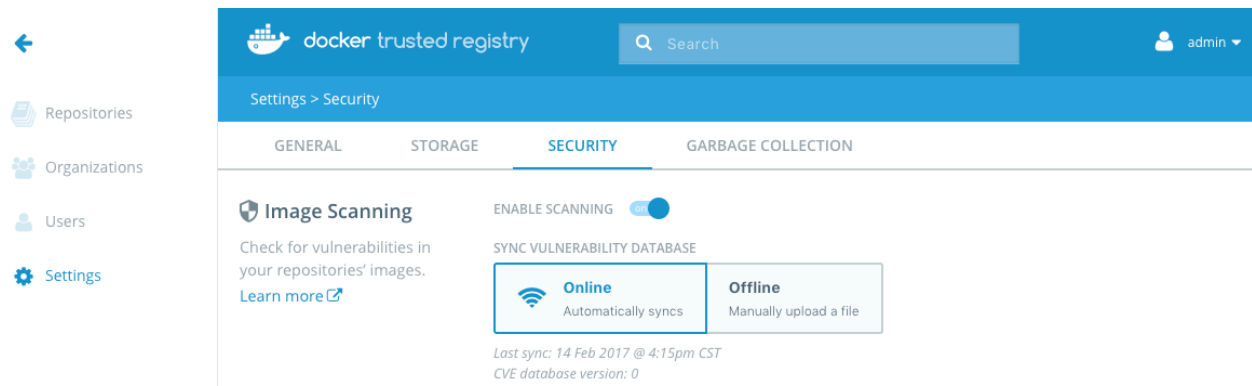 docker trusted registry
Search
admin
Settings > Security
Repositories
Organizations
Users
Settings
GENERAL STORAGE SECURITY GARBAGE COLLECTION
Image Scanning
Check for vulnerabilities in
your repositories' images.
Learn more
ENABLE SCANNING on
SYNC VULNERABILITY DATABASE
Online
Automatically syncs
Offline
Manually upload a file
Last sync: 14 Feb 2017 @ 4:15pm CST
CVE database version: 0